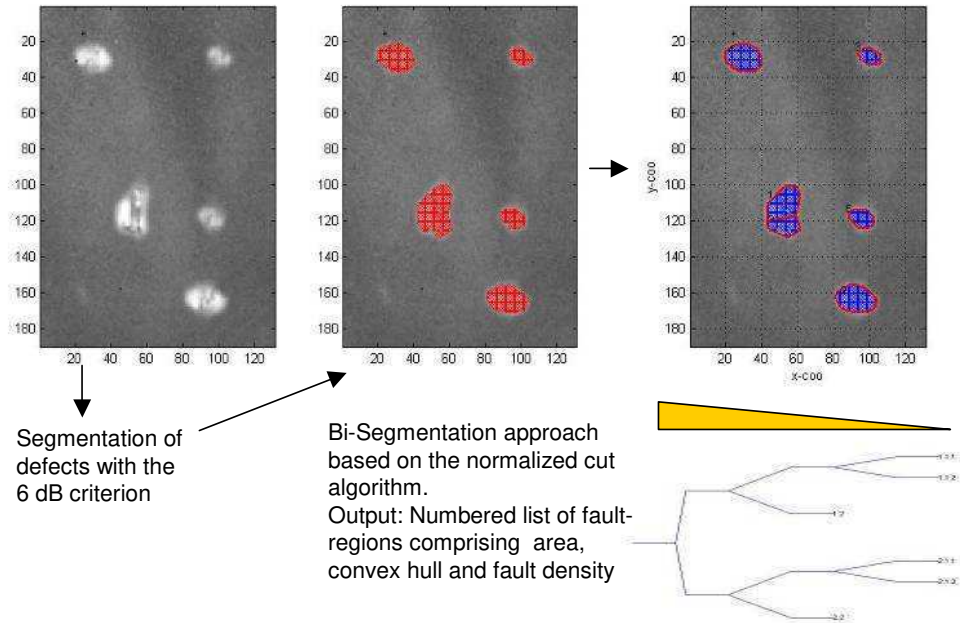 20
40
60
80
100
120
140
160
180
20 40 60 80 100 120
20
40
60
80
100
120
140
160
180
20 40 60 80 100 120
20
40
60
80
100
120
140
160
180
y-coo
20 40 60 80 100 120
x-coo
Segmentation of
defects with the
6 dB criterion
Bi-Segmentation approach
based on the normalized cut
algorithm.
Output: Numbered list of fault-
regions comprising area,
convex hull and fault density